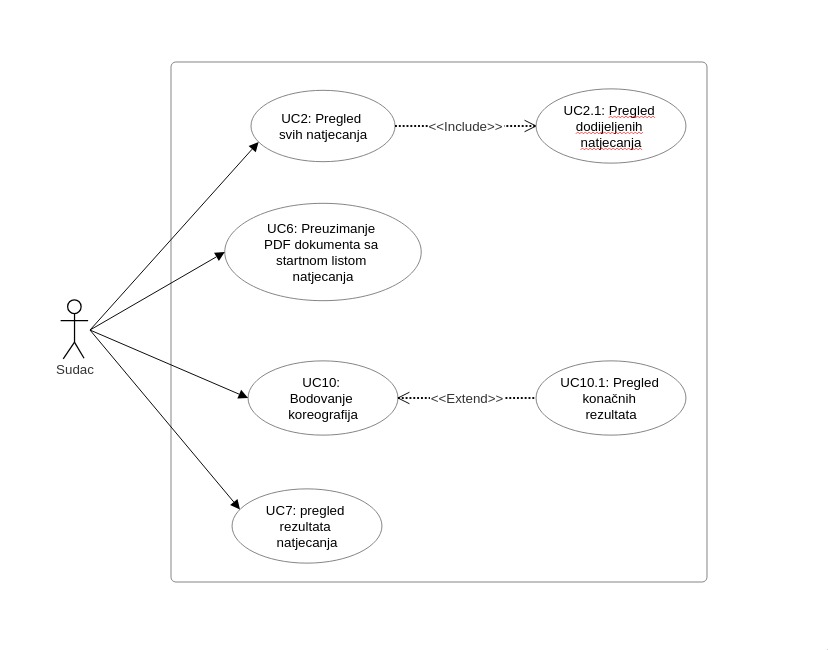 UC2: Pregled
svih natjecanja
<<Include>>
UC2.1: Pregled
dodijeljenih
natjecanja
UC6: Preuzimanje
PDF dokumenta sa
startnom listom
natjecanja
Sudac
UC10:
Bodovanje
koreografija
<<Extend>>
UC10.1: Pregled
konačnih
rezultata
UC7: pregled
rezultata
natjecanja